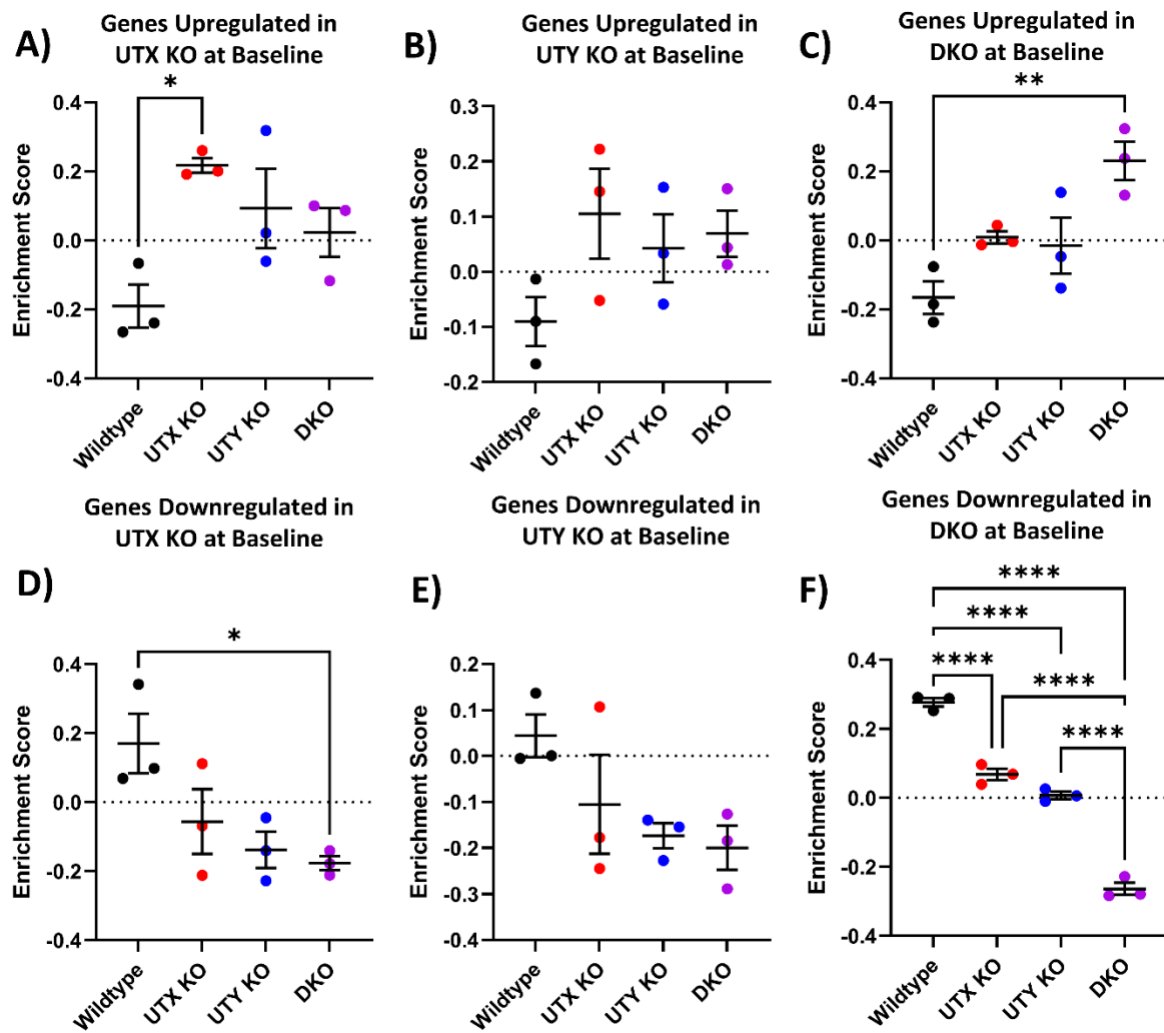 A)
Genes Upregulated in
UTX KO at Baseline
*
Enrichment Score
0.4
0.2
0.0
-0.2
-0.4
Wildtype
UTX KO
UTY KO
DKO
B)
Genes Upregulated in
UTY KO at Baseline
Enrichment Score
0.3
0.2
0.1
0.0
-0.1
-0.2
Wildtype
UTX KO
UTY KO
DKO
C)
Genes Upregulated in
DKO at Baseline
**
Enrichment Score
0.4
0.2
0.0
-0.2
-0.4
Wildtype
UTX KO
UTY KO
DKO
D)
Genes Downregulated in
UTX KO at Baseline
*
Enrichment Score
0.4
0.2
0.0
-0.2
-0.4
Wildtype
UTX KO
UTY KO
DKO
E)
Genes Downregulated in
UTY KO at Baseline
Enrichment Score
0.2
0.1
0.0
-0.1
-0.2
-0.3
-0.4
Wildtype
UTX KO
UTY KO
DKO
F)
Genes Downregulated in
DKO at Baseline
****
****
****
****
****
Enrichment Score
0.4
0.2
0.0
-0.2
-0.4
Wildtype
UTX KO
UTY KO
DKO